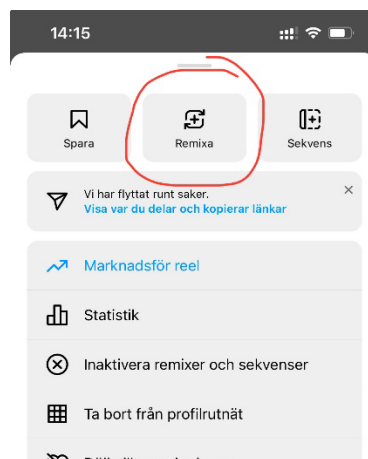 14:15
Spara
Remixa
Sekvens
Vi har flyttat runt saker.
Visa var du delar och kopierar länkar
Marknadsför reel
Statistik
Inaktivera remixer och sekvenser
Ta bort från profilrutnät